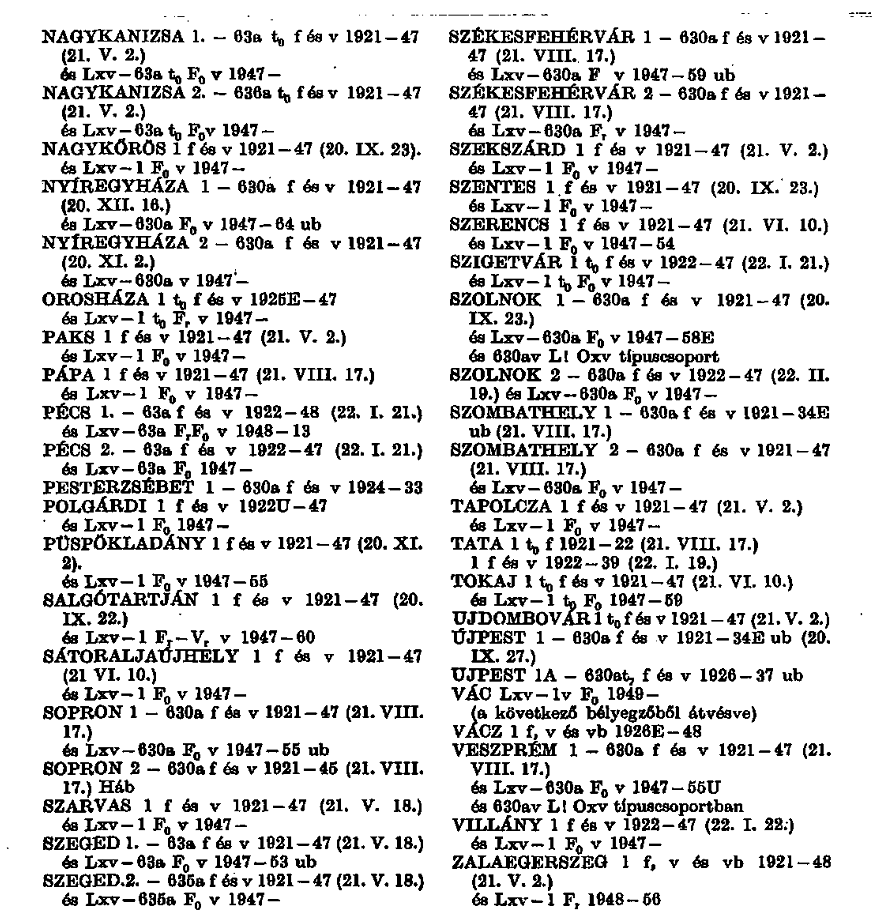 NAGYKANIZSA 1. – 63a t₀ f és v 1921–47
(21. V. 2.)
és Lxv–63a t₀ F₀ v 1947–
NAGYKANIZSA 2. – 636a t₀ f és v 1921–47
(21. V. 2.)
és Lxv–63a t₀ F₀v 1947–
NAGYKŐRÖS 1 f és v 1921–47 (20. IX. 23).
és Lxv–1 F₀ v 1947–
NYÍREGYHÁZA 1 – 630a f és v 1921–47
(20. XII. 16.)
és Lxv–630a F₀ v 1947–64 ub
NYÍREGYHÁZA 2 – 630a f és v 1921–47
(20. XI. 2.)
és Lxv–630a v 1947–
OROSHÁZA 1 t₀ f és v 1925E–47
és Lxv–1 t₀ Fᵣ v 1947–
PAKS 1 f és v 1921–47 (21. V. 2.)
és Lxv–1 F₀ v 1947–
PÁPA 1 f és v 1921–47 (21. VIII. 17.)
és Lxv–1 F₀ v 1947–
PÉCS 1. – 63a f és v 1922–48 (22. I. 21.)
és Lxv–63a FᵣF₀ v 1948–13
PÉCS 2. – 63a f és v 1922–47 (22. I. 21.)
és Lxv–63a F₀ 1947–
PESTERZSÉBET 1 – 630a f és v 1924–33
POLGÁRDI 1 f és v 1922U–47
és Lxv–1 F₀ 1947–
PÜSPÖKLADÁNY 1 f és v 1921–47 (20. XI.
2).
és Lxv–1 F₀ v 1947–55
SALGÓTARTJÁN 1 f és v 1921–47 (20.
IX. 22.)
és Lxv–1 Fᵣ–Vᵣ v 1947–60
SÁTORALJAÚJHELY 1 f és v 1921–47
(21 VI. 10.)
és Lxv–1 F₀ v 1947–
SOPRON 1 – 630a f és v 1921–47 (21. VIII.
17.)
és Lxv–630a F₀ v 1947–55 ub
SOPRON 2 – 630a f és v 1921–45 (21. VIII.
17.) Háb
SZARVAS 1 f és v 1921–47 (21. V. 18.)
és Lxv–1 F₀ v 1947–
SZEGED 1. – 63a f és v 1921–47 (21. V. 18.)
és Lxv–63a F₀ v 1947–53 ub
SZEGED.2. – 635a f és v 1921–47 (21. V. 18.)
és Lxv–635a F₀ v 1947–
SZÉKESFEHÉRVÁR 1 – 630a f és v 1921–
47 (21. VIII. 17.)
és Lxv–630a F v 1947–59 ub
SZÉKESFEHÉRVÁR 2 – 630a f és v 1921–
47 (21. VIII. 17.)
és Lxv–630a Fᵣ v 1947–
SZEKSZÁRD 1 f és v 1921–47 (21. V. 2.)
és Lxv–1 F₀ v 1947–
SZENTES 1 f és v 1921–47 (20. IX. 23.)
és Lxv–1 F₀ v 1947–
SZERENCS 1 f és v 1921–47 (21. VI. 10.)
és Lxv–1 F₀ v 1947–54
SZIGETVÁR 1 t₀ f és v 1922–47 (22. I. 21.)
és Lxv–1 t₀ F₀ v 1947–
SZOLNOK 1 – 630a f és v 1921–47 (20.
IX. 23.)
és Lxv–630a F₀ v 1947–58E
és 630av L! Oxv típuscsoport
SZOLNOK 2 – 630a f és v 1922–47 (22. II.
19.) és Lxv–630a F₀ v 1947–
SZOMBATHELY 1 – 630a f és v 1921–34E
ub (21. VIII. 17.)
SZOMBATHELY 2 – 630a f és v 1921–47
(21. VIII. 17.)
és Lxv–630a F₀ v 1947–
TAPOLCZA 1 f és v 1921–47 (21. V. 2.)
és Lxv–1 F₀ v 1947–
TATA 1 t₀ f 1921–22 (21. VIII. 17.)
1 f és v 1922–39 (22. I. 19.)
TOKAJ 1 t₀ f és v 1921–47 (21. VI. 10.)
és Lxv–1 t₀ F₀ 1947–59
UJDOMBOVÁR 1 t₀ f és v 1921–47 (21. V. 2.)
ÚJPEST 1 – 630a f és v 1921–34E ub (20.
IX. 27.)
UJPEST 1A – 630at₇ f és v 1926–37 ub
VÁC Lxv–1v F₀ 1949–
(a következő bélyegzőből átvésve)
VÁCZ 1 f, v és vb 1926E–48
VESZPRÉM 1 – 630a f és v 1921–47 (21.
VIII. 17.)
és Lxv–630a F₀ v 1947–55U
és 630av L! Oxv típuscsoportban
VILLÁNY 1 f és v 1922–47 (22. I. 22.)
és Lxv–1 F₀ v 1947–
ZALAEGERSZEG 1 f, v és vb 1921–48
(21. V. 2.)
és Lxv–1 Fᵣ 1948–56